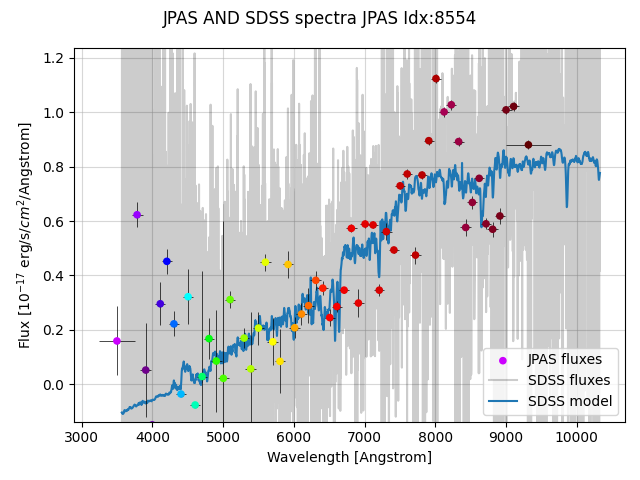 JPAS AND SDSS spectra JPAS Idx:8554
Flux [10⁻¹⁷ erg/s/cm²/Angstrom]
1.2
1.0
0.8
0.6
0.4
0.2
0.0
JPAS fluxes
SDSS fluxes
SDSS model
3000 4000 5000 6000 7000 8000 9000 10000
Wavelength [Angstrom]